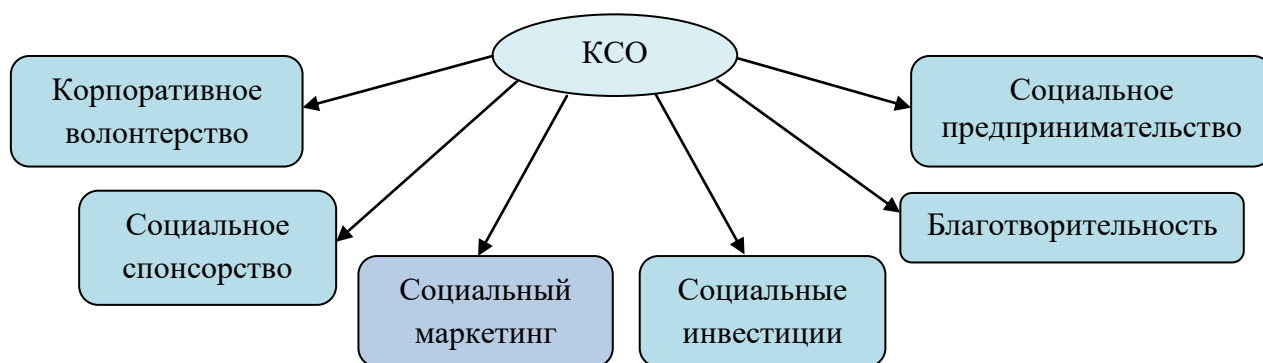 КСО
Корпоративное
волонтерство
Социальное
предпринимательство
Социальное
спонсорство
Благотворительность
Социальный
маркетинг
Социальные
инвестиции